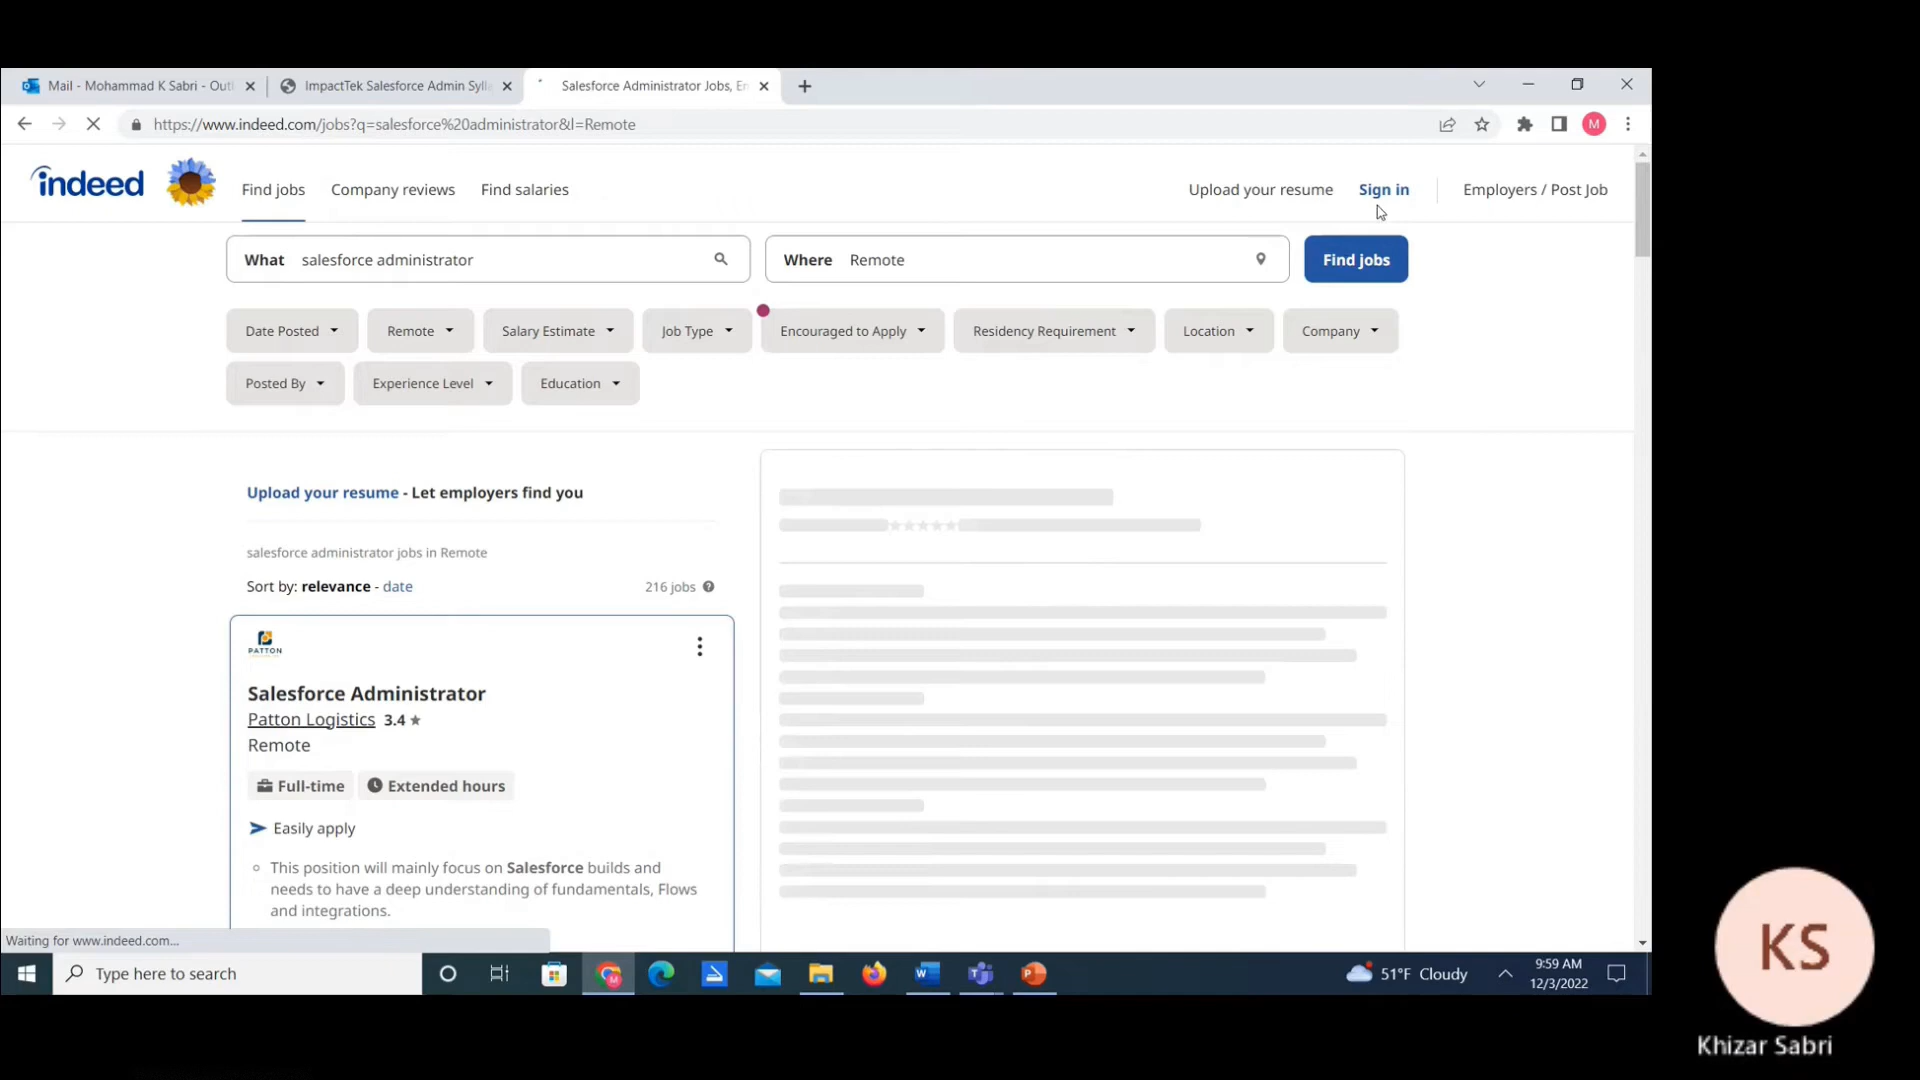 Mail - Mohammad K Sabri - Outl
ImpactTek Salesforce Admin Sylla
Salesforce Administrator Jobs, En
https://www.indeed.com/jobs?q=salesforce%20administrator&l=Remote
M
indeed
Find jobs
Company reviews
Find salaries
Upload your resume
Sign in
Employers / Post Job
What salesforce administrator
Where Remote
Find jobs
Date Posted
Remote
Salary Estimate
Job Type
Encouraged to Apply
Residency Requirement
Location
Company
Posted By
Experience Level
Education
Upload your resume - Let employers find you
salesforce administrator jobs in Remote
Sort by: relevance - date
216 jobs
PATTON
Salesforce Administrator
Patton Logistics 3.4
Remote
Full-time
Extended hours
Easily apply
This position will mainly focus on Salesforce builds and
needs to have a deep understanding of fundamentals, Flows
and integrations.
Waiting for www.indeed.com...
Type here to search
51°F Cloudy
9:59 AM
12/3/2022
KS
Khizar Sabri